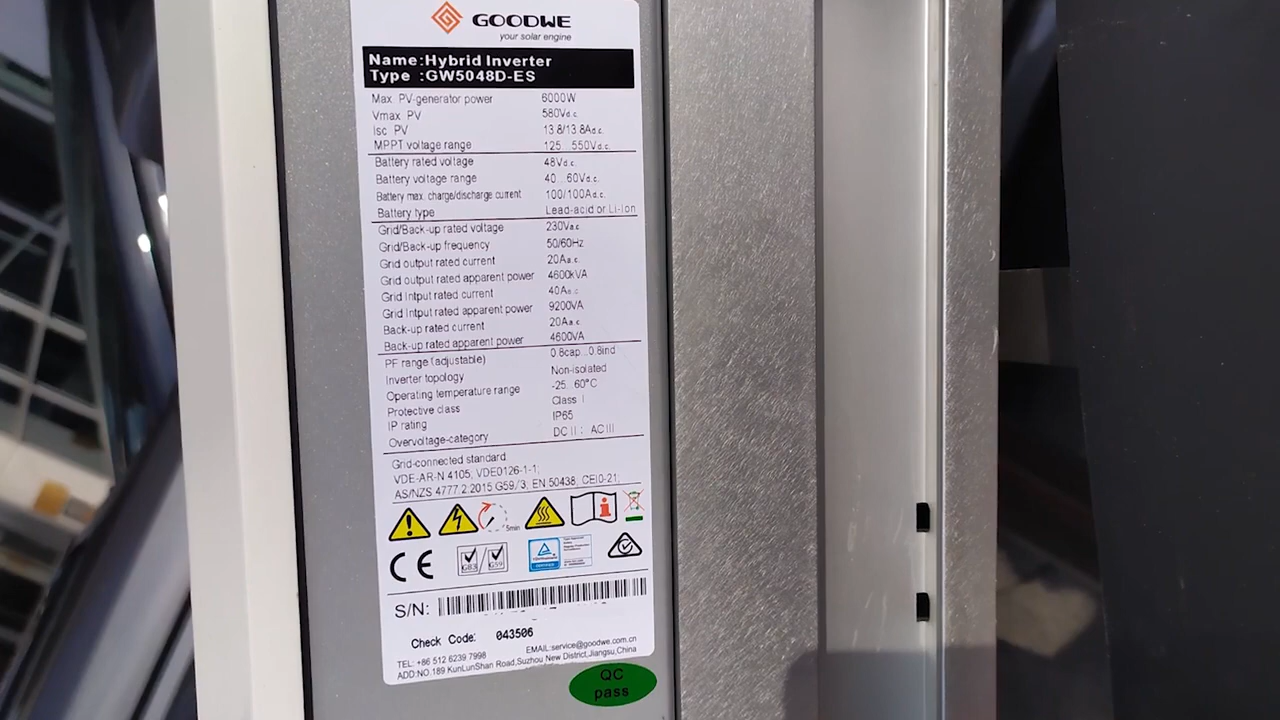 GOODWE
your solar engine
Name:Hybrid Inverter
Type :GW5048D-ES
Max. PV-generator power 6000W
Vmax. PV 580Vd.c.
Isc PV 13.8/13.8Ad.c.
MPPT voltage range 125...550Vd.c.
Battery rated voltage 48Vd.c.
Battery voltage range 40...60Vd.c.
Battery max. charge/discharge current 100/100Ad.c.
Battery type Lead-acid or Li-Ion
Grid/Back-up rated voltage 230Va.c
Grid/Back-up frequency 50/60Hz
Grid output rated current 20Aa.c.
Grid output rated apparent power 4600kVA
Grid Intput rated current 40Aa.c
Grid Intput rated apparent power 9200VA
Back-up rated current 20Aa.c
Back-up rated apparent power 4600VA
PF range (adjustable) 0.8cap...0.8ind
Inverter topology Non-isolated
Operating temperature range -25...60°C
Protective class Class I
IP rating IP65
Overvoltage-category DC II; AC III
Grid-connected standard
VDE-AR-N 4105; VDE0126-1-1;
AS/NZS 4777.2:2015 G59/3; EN 50438; CEI0-21;
5min
CE G83 / G59
S/N:
Check Code: 043506
TEL: +86 512 6239 7998 EMAIL:service@goodwe.com.cn
ADD:NO.189 KunLunShan Road,Suzhou New District,Jiangsu,China
QC
pass